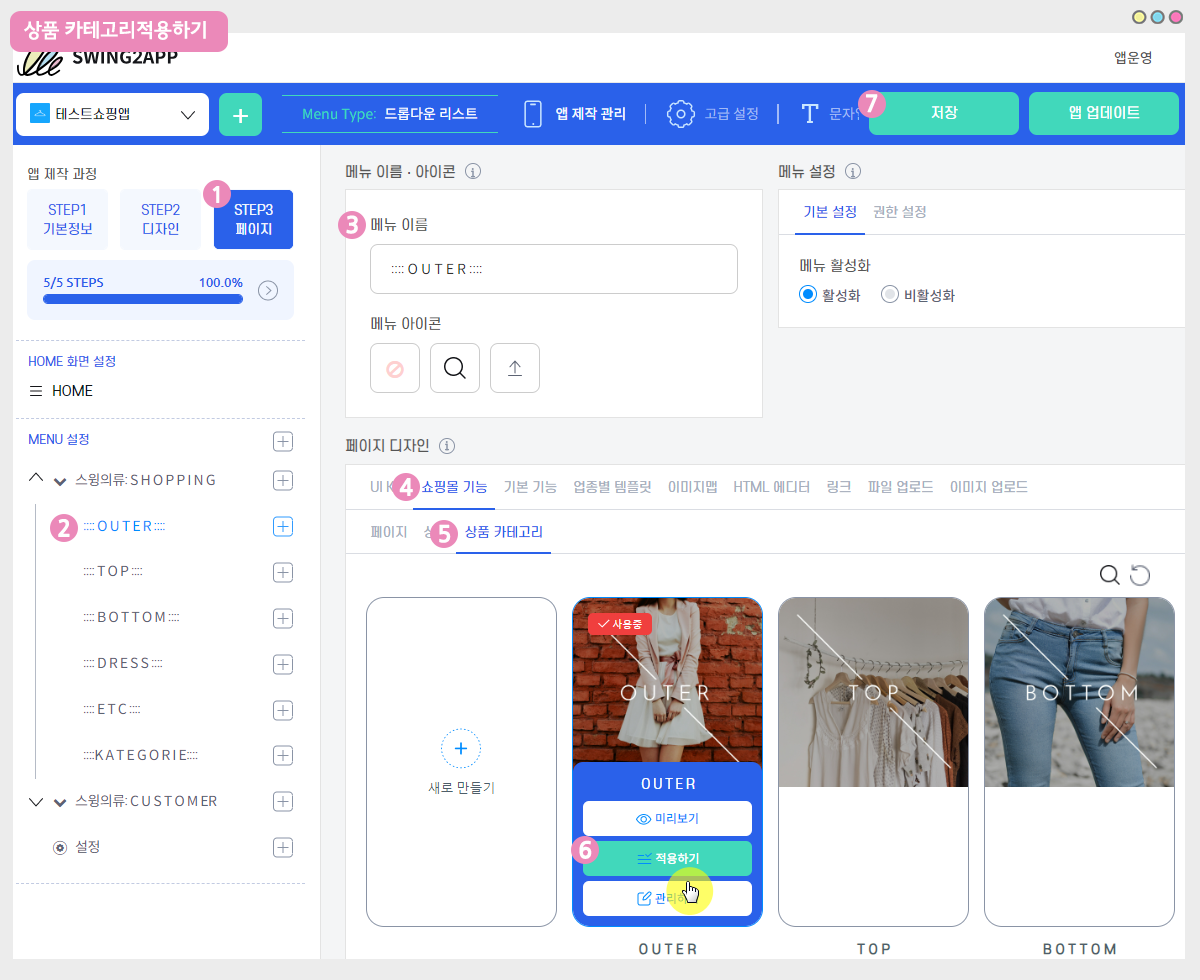 상품 카테고리적용하기
SWING2APP
앱운영
테스트쇼핑앱
Menu Type: 드롭다운 리스트
앱 제작 관리
고급 설정
7
저장
앱 업데이트
앱 제작 과정
1
STEP1
기본정보
STEP2
디자인
STEP3
페이지
5/5 STEPS
100.0%
HOME 화면 설정
HOME
MENU 설정
스윙의류:SHOPPING
2
::::OUTER::::
::::TOP::::
::::BOTTOM::::
::::DRESS::::
::::ETC::::
::::KATEGORIE::::
스윙의류:CUSTOMER
설정
메뉴 이름 · 아이콘
3
메뉴 이름
::::OUTER::::
메뉴 아이콘
메뉴 설정
기본 설정
권한 설정
메뉴 활성화
활성화
비활성화
페이지 디자인
UI
4
쇼핑몰 기능
기본 기능
업종별 템플릿
이미지맵
HTML 에디터
링크
파일 업로드
이미지 업로드
페이지
5
상품 카테고리
새로 만들기
사용중
OUTER
OUTER
미리보기
6
적용하기
OUTER
TOP
TOP
BOTTOM
BOTTOM